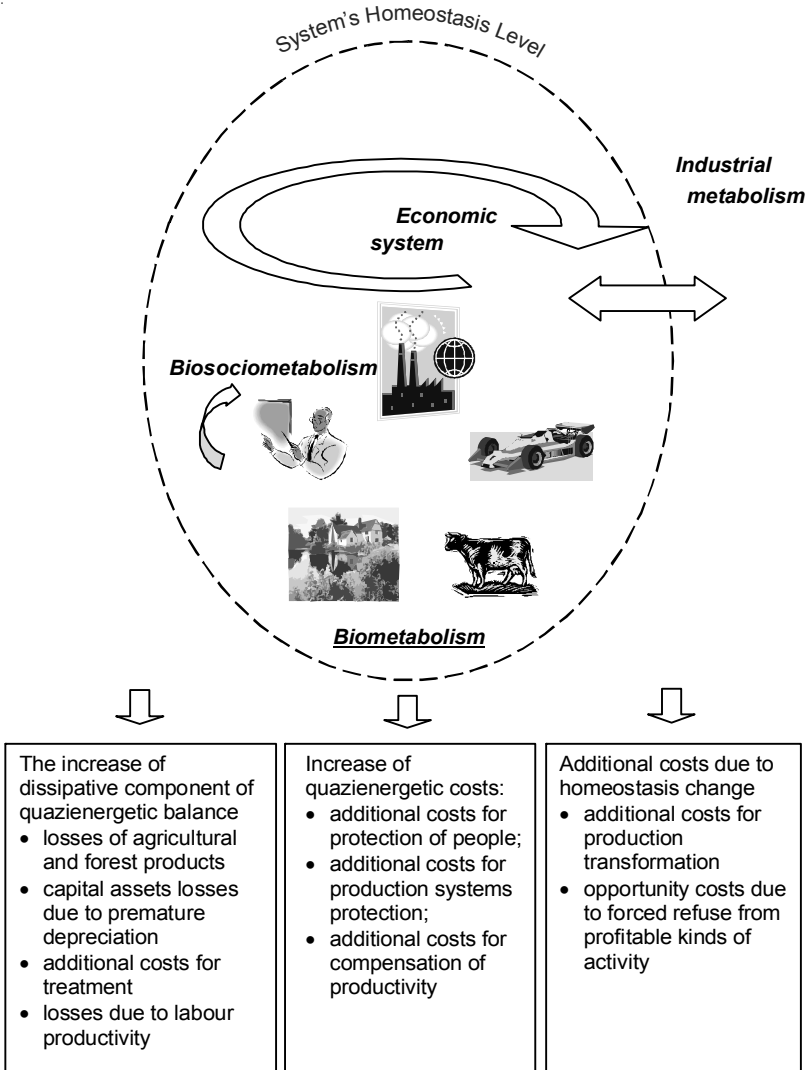 System's Homeostasis Level
Industrial
metabolism
Economic
system
Biosociometabolism
Biometabolism
The increase of
dissipative component of
quazienergetic balance
• losses of agricultural
and forest products
• capital assets losses
due to premature
depreciation
• additional costs for
treatment
• losses due to labour
productivity
Increase of
quazienergetic costs:
• additional costs for
protection of people;
• additional costs for
production systems
protection;
• additional costs for
compensation of
productivity
Additional costs due to
homeostasis change
• additional costs for
production
transformation
• opportunity costs due
to forced refuse from
profitable kinds of
activity